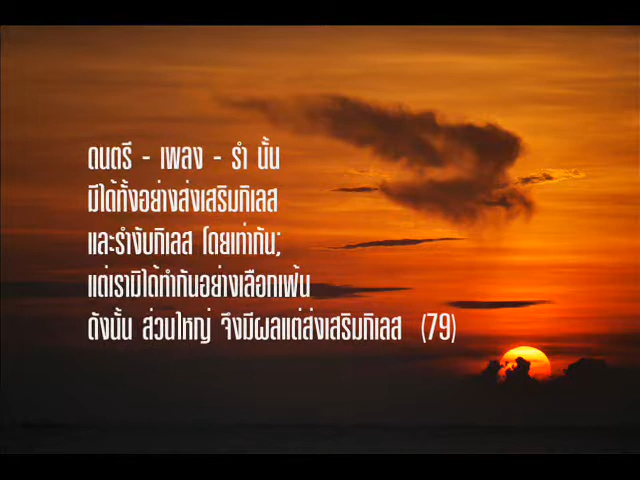 ดนตรี - เพลง - รำ นั้น
มีได้ทั้งอย่างส่งเสริมกิเลส
และรำงับกิเลส โดยเท่ากัน;
แต่เรามิได้ทำกันอย่างเลือกเฟ้น
ดังนั้น ส่วนใหญ่ จึงมีผลแต่ส่งเสริมกิเลส (79)